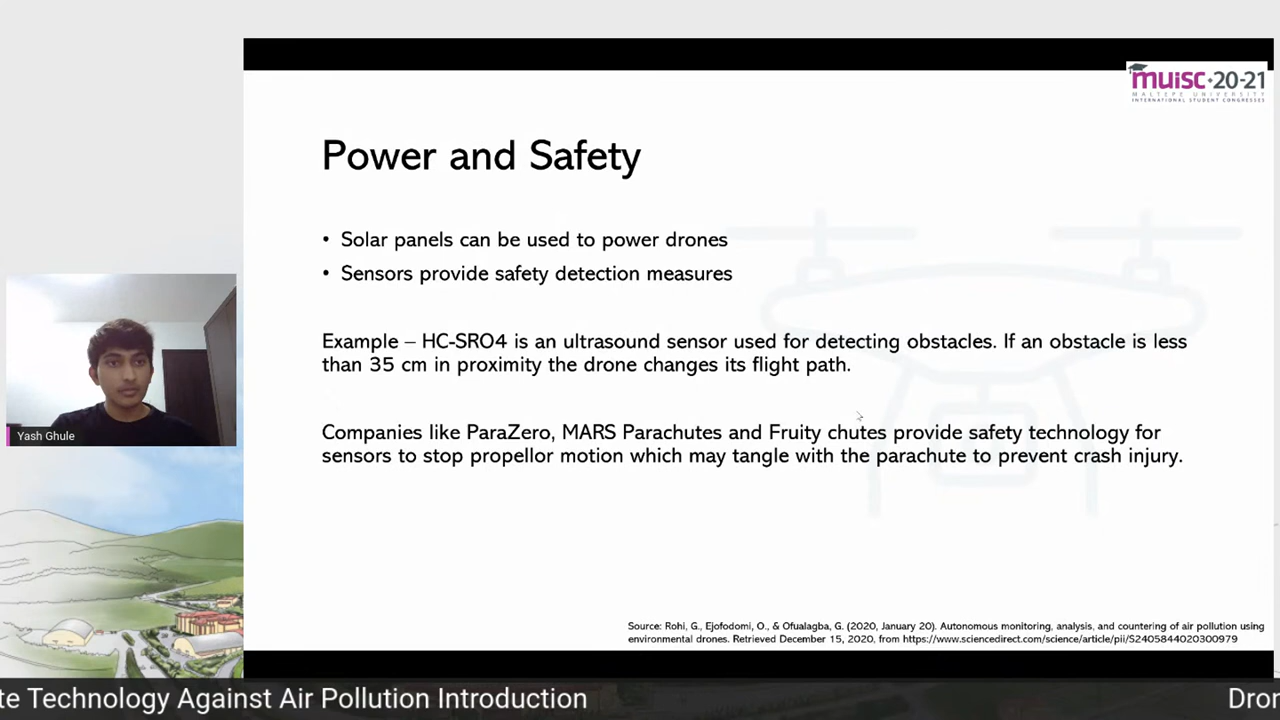 muisc•20-21
MALTEPE UNIVERSITY
INTERNATIONAL STUDENT CONGRESSES
Power and Safety
• Solar panels can be used to power drones
• Sensors provide safety detection measures
Example – HC-SRO4 is an ultrasound sensor used for detecting obstacles. If an obstacle is less
than 35 cm in proximity the drone changes its flight path.
Companies like ParaZero, MARS Parachutes and Fruity chutes provide safety technology for
sensors to stop propellor motion which may tangle with the parachute to prevent crash injury.
Yash Ghule
Source: Rohi, G., Ejofodomi, O., & Ofualagba, G. (2020, January 20). Autonomous monitoring, analysis, and countering of air pollution using
environmental drones. Retrieved December 15, 2020, from https://www.sciencedirect.com/science/article/pii/S2405844020300979
te Technology Against Air Pollution Introduction
Dron